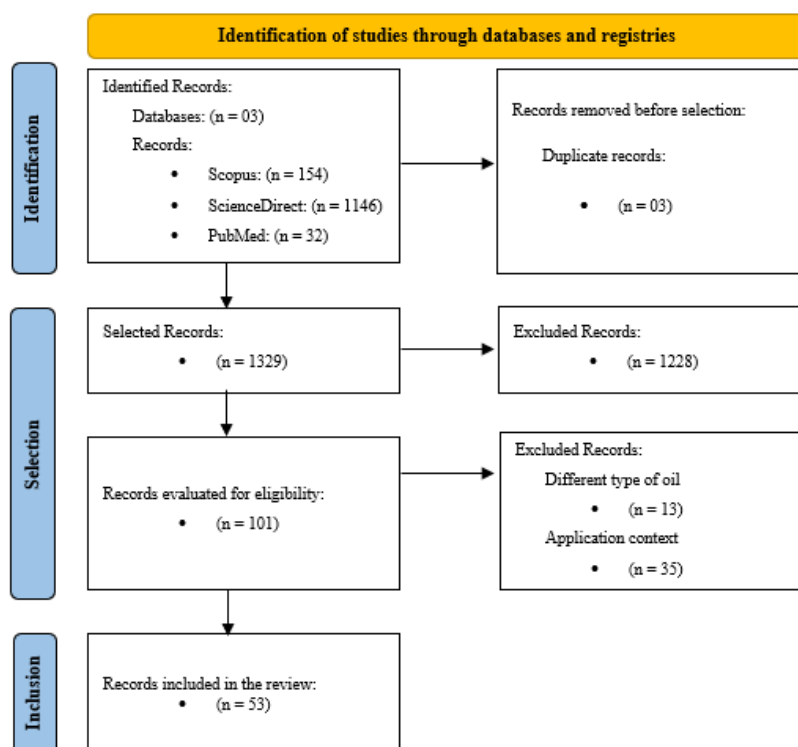 Identification of studies through databases and registries
Identification
Identified Records:
Databases: (n = 03)
Records:
• Scopus: (n = 154)
• ScienceDirect: (n = 1146)
• PubMed: (n = 32)
Records removed before selection:
Duplicate records:
• (n = 03)
Selection
Selected Records:
• (n = 1329)
Excluded Records:
• (n = 1228)
Records evaluated for eligibility:
• (n = 101)
Excluded Records:
Different type of oil
• (n = 13)
Application context
• (n = 35)
Inclusion
Records included in the review:
• (n = 53)